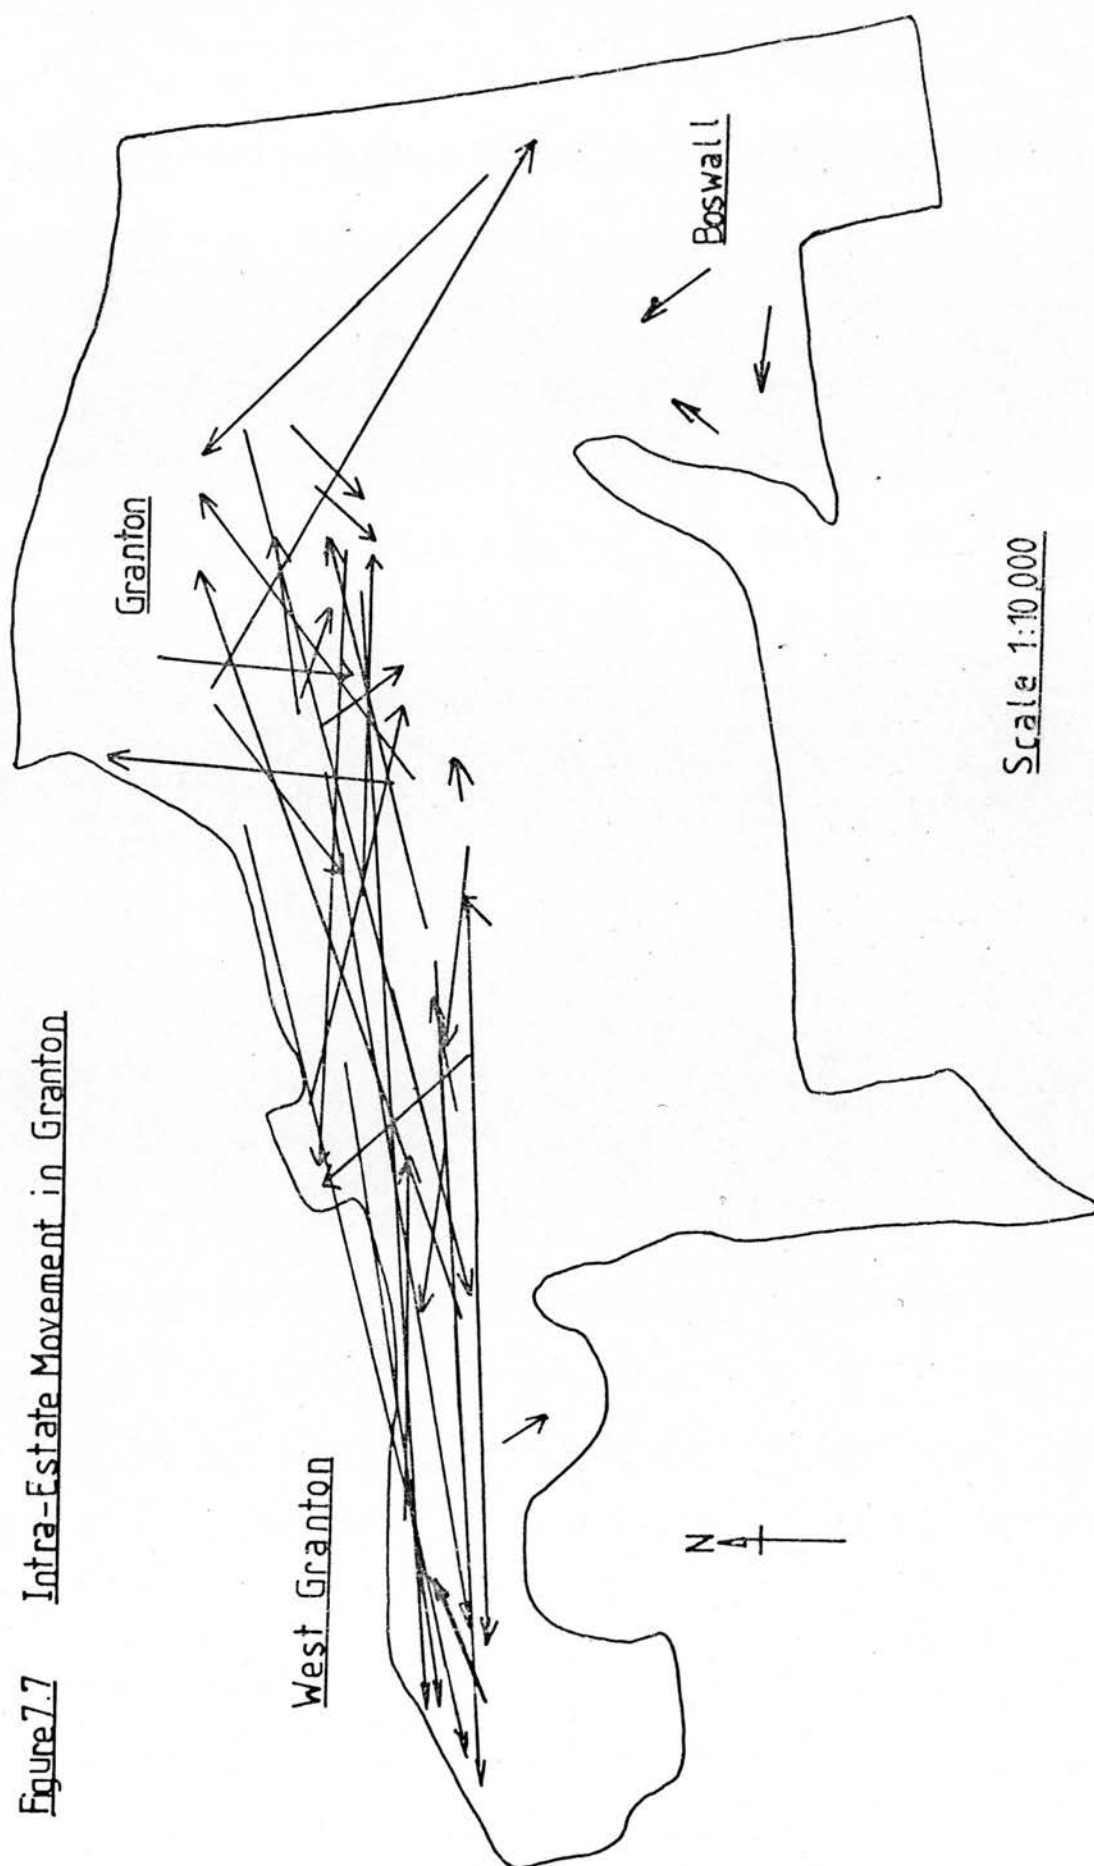 Figure 7.7 Intra-Estate Movement in Granton
West Granton
Granton
Boswall
N
Scale 1:10,000